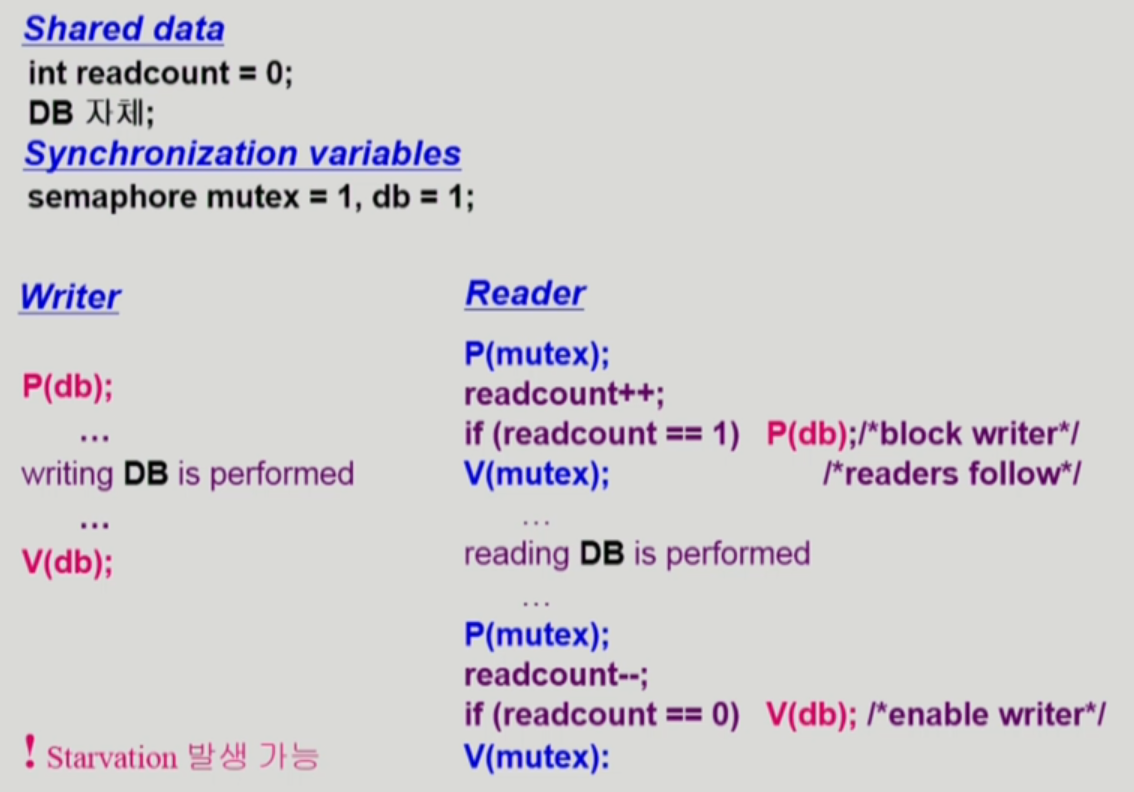 Shared data
int readcount = 0;
DB 자체;
Synchronization variables
semaphore mutex = 1, db = 1;
Writer
P(db);
...
writing DB is performed
...
V(db);
! Starvation 발생 가능
Reader
P(mutex);
readcount++;
if (readcount == 1) P(db);/*block writer*/
V(mutex); /*readers follow*/
...
reading DB is performed
...
P(mutex);
readcount--;
if (readcount == 0) V(db); /*enable writer*/
V(mutex):